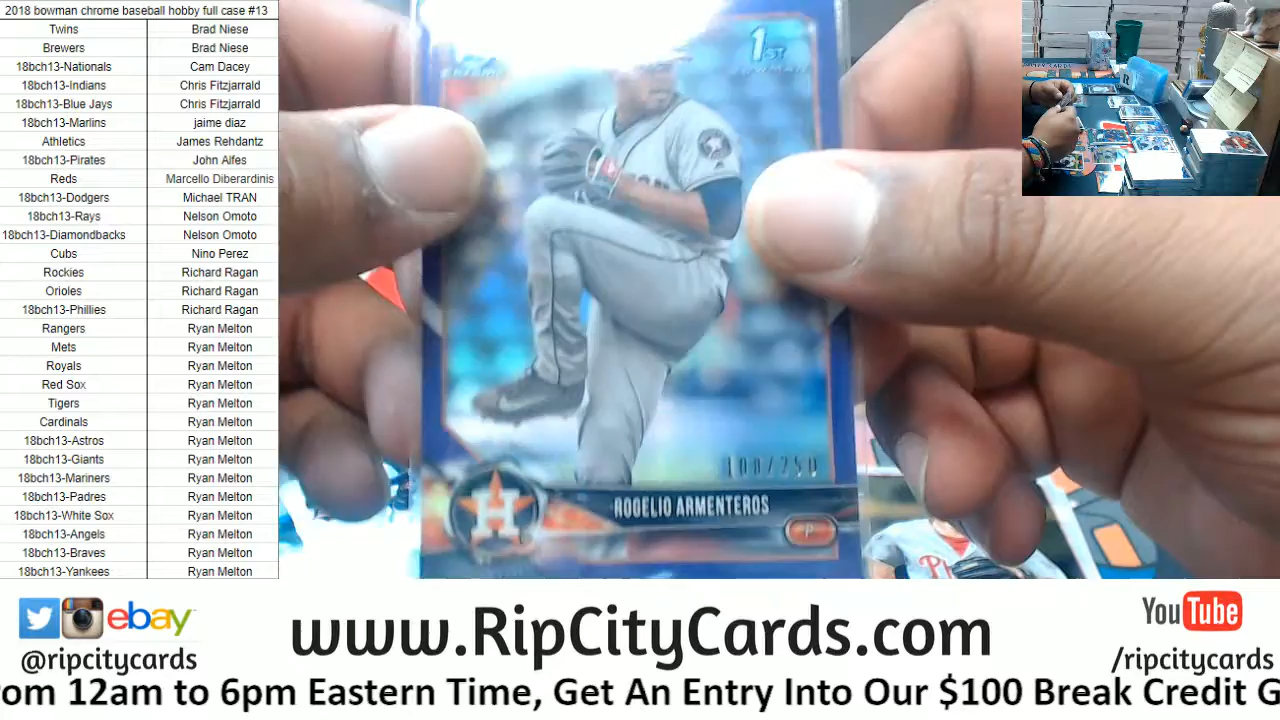 2018 bowman chrome baseball hobby full case #13
Twins Brad Niese
Brewers Brad Niese
18bch13-Nationals Cam Dacey
18bch13-Indians Chris Fitzjarrald
18bch13-Blue Jays Chris Fitzjarrald
18bch13-Marlins jaime diaz
Athletics James Rehdantz
18bch13-Pirates John Alfes
Reds Marcello Diberardinis
18bch13-Dodgers Michael TRAN
18bch13-Rays Nelson Omoto
18bch13-Diamondbacks Nelson Omoto
Cubs Nino Perez
Rockies Richard Ragan
Orioles Richard Ragan
18bch13-Phillies Richard Ragan
Rangers Ryan Melton
Mets Ryan Melton
Royals Ryan Melton
Red Sox Ryan Melton
Tigers Ryan Melton
Cardinals Ryan Melton
18bch13-Astros Ryan Melton
18bch13-Giants Ryan Melton
18bch13-Mariners Ryan Melton
18bch13-Padres Ryan Melton
18bch13-White Sox Ryan Melton
18bch13-Angels Ryan Melton
18bch13-Braves Ryan Melton
18bch13-Yankees Ryan Melton
1ST
BOWMAN
100/250
H
ROGELIO ARMENTEROS
P
ebay
@ripcitycards
www.RipCityCards.com
YouTube
/ripcitycards
rom 12am to 6pm Eastern Time, Get An Entry Into Our $100 Break Credit G